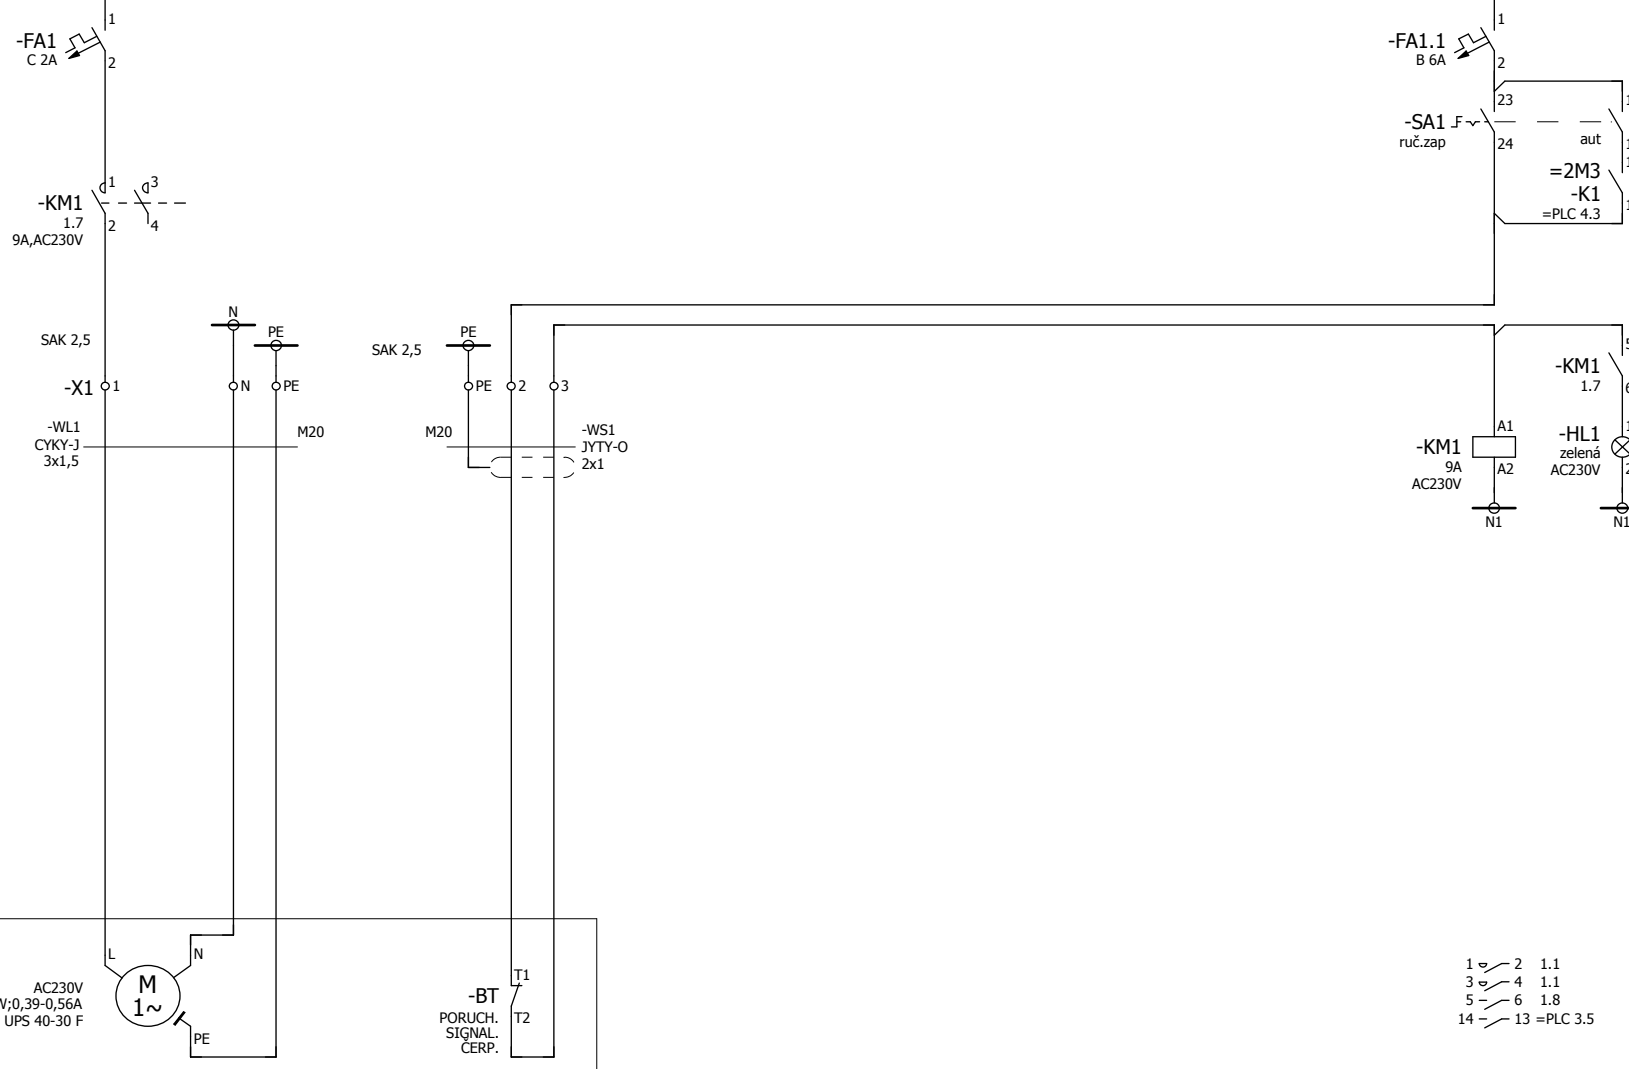 1
-FA1
C 2A
2
1
-FA1.1
B 6A
2
23
-SA1
ruč.zap
24
aut
=2M3
-K1
=PLC 4.3
1
3
-KM1
1.7
9A,AC230V
2
4
N
PE
SAK 2,5
-X1
1
N
PE
PE
SAK 2,5
PE
2
3
-WL1
CYKY-J
3x1,5
M20
M20
-WS1
JYTY-O
2x1
-KM1
1.7
A1
-KM1
9A
AC230V
A2
N1
-HL1
zelená
AC230V
N1
L
N
M
1~
AC230V
W;0,39-0,56A
UPS 40-30 F
PE
T1
-BT
PORUCH.
SIGNAL.
ČERP.
T2
1 2 1.1
3 4 1.1
5 6 1.8
14 13 =PLC 3.5